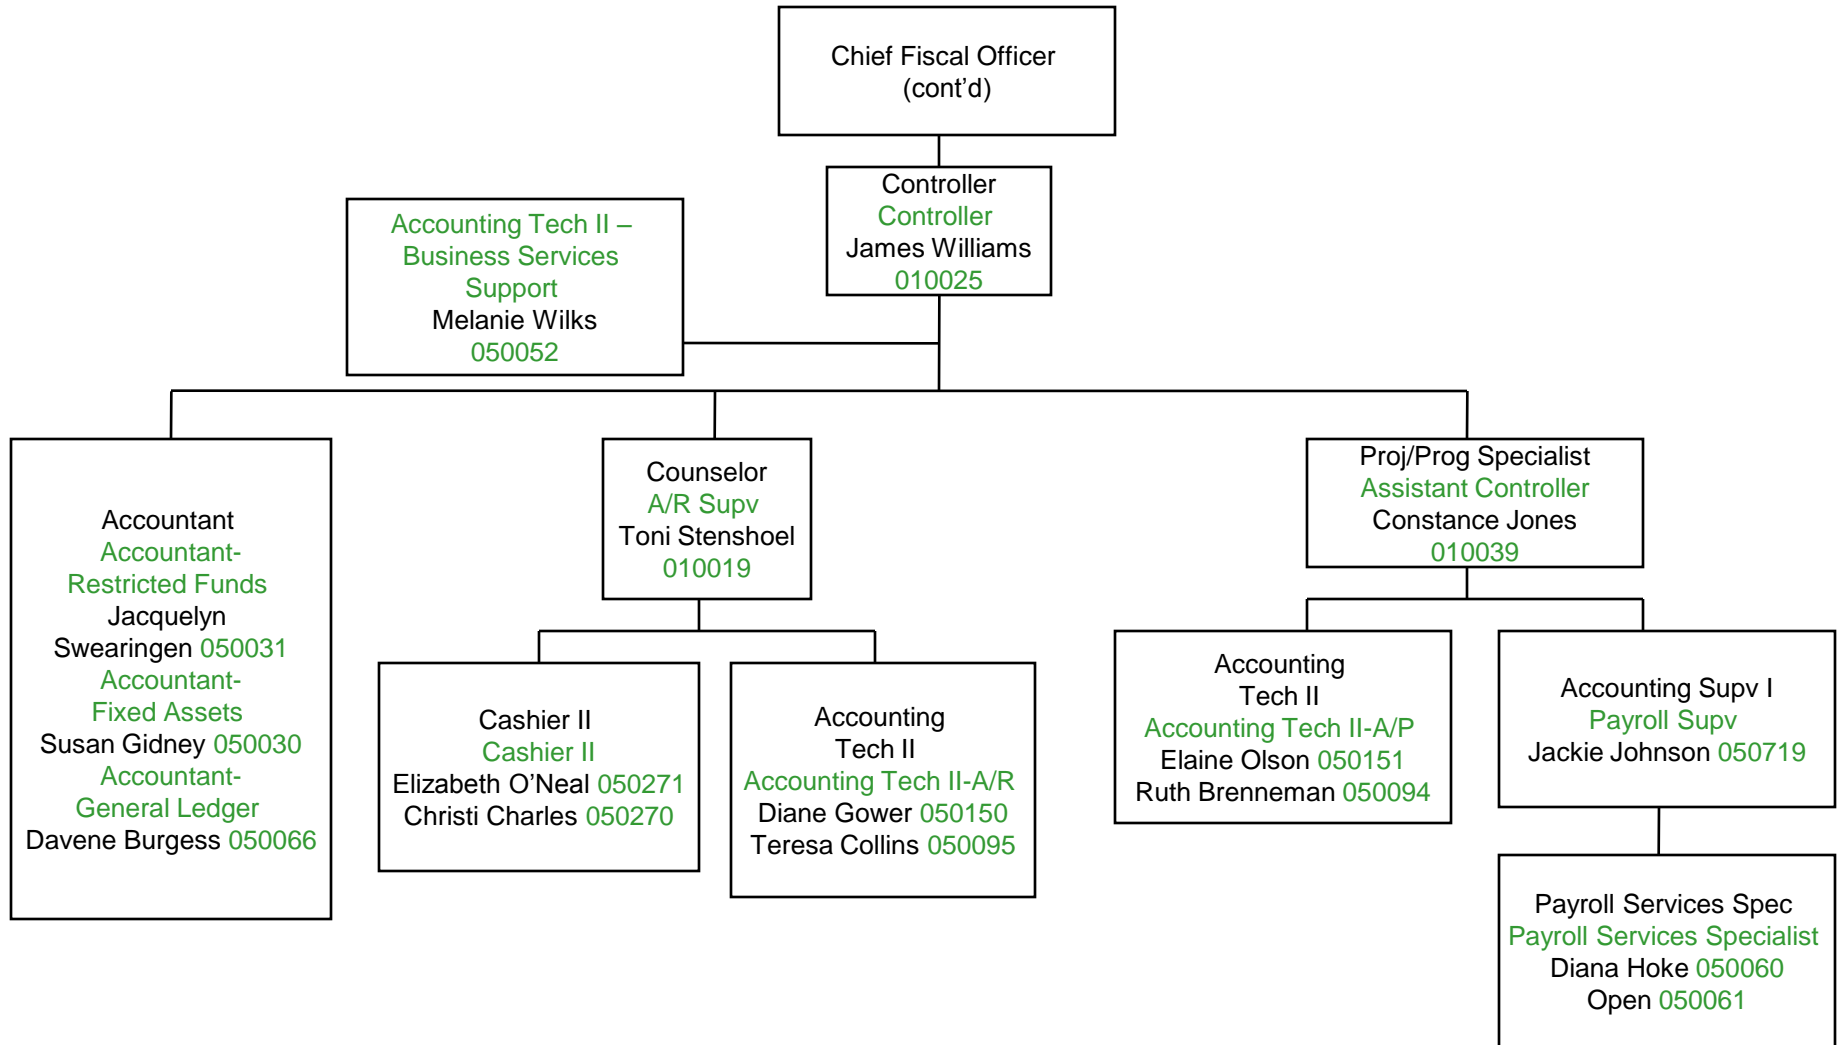 Chief Fiscal Officer
(cont’d)
Controller
Controller
James Williams
010025
Accounting Tech II –
Business Services
Support
Melanie Wilks
050052
Accountant
Accountant-
Restricted Funds
Jacquelyn
Swearingen 050031
Accountant-
Fixed Assets
Susan Gidney 050030
Accountant-
General Ledger
Davene Burgess 050066
Counselor
A/R Supv
Toni Stenshoel
010019
Proj/Prog Specialist
Assistant Controller
Constance Jones
010039
Cashier II
Cashier II
Elizabeth O’Neal 050271
Christi Charles 050270
Accounting
Tech II
Accounting Tech II-A/R
Diane Gower 050150
Teresa Collins 050095
Accounting
Tech II
Accounting Tech II-A/P
Elaine Olson 050151
Ruth Brenneman 050094
Accounting Supv I
Payroll Supv
Jackie Johnson 050719
Payroll Services Spec
Payroll Services Specialist
Diana Hoke 050060
Open 050061